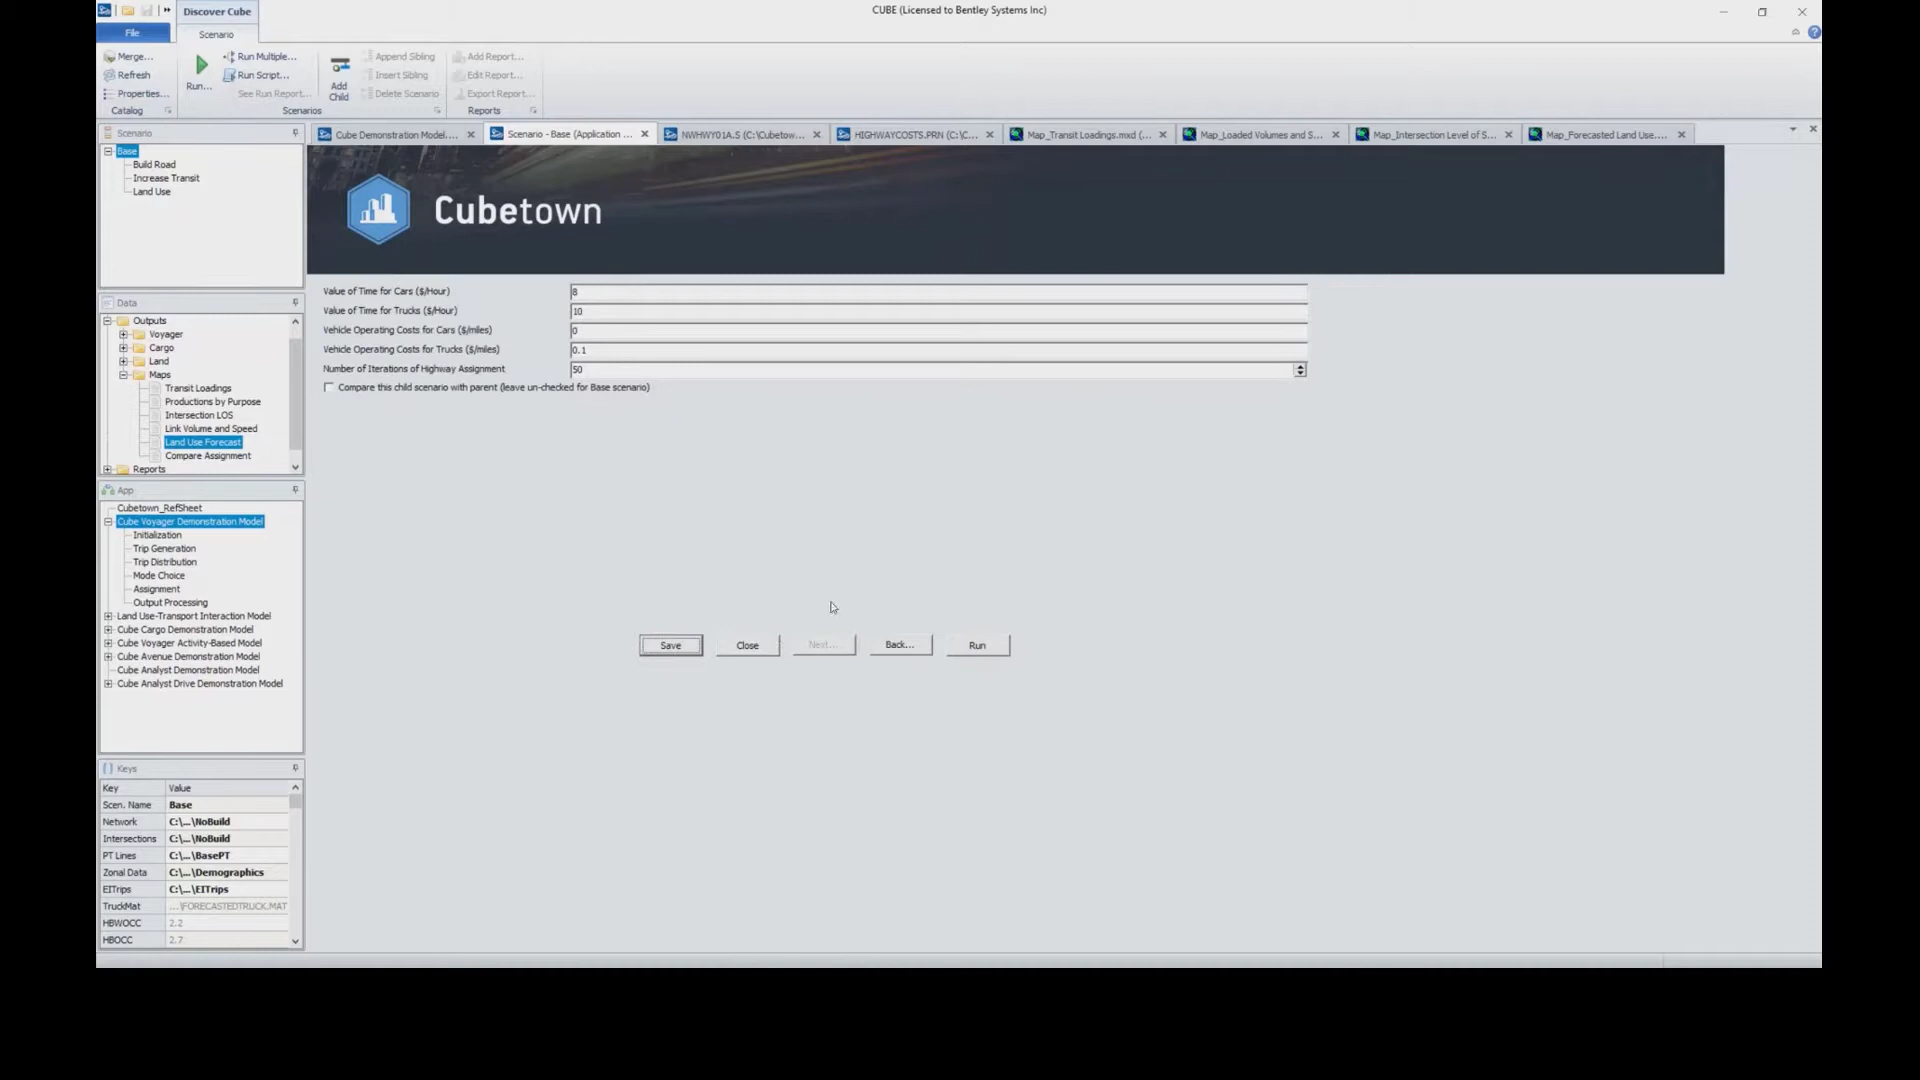 Discover Cube
CUBE (Licensed to Bentley Systems Inc)
File
Scenario
Merge...
Refresh
Properties...
Catalog
Run...
Run Multiple...
Run Script...
See Run Report...
Scenarios
Add
Child
Append Sibling
Insert Sibling
Delete Scenario
Add Report...
Edit Report...
Export Report...
Reports
Cube Demonstration Model....
Scenario - Base (Application ...
NWHWY01A.S (C:\Cubetow...
HIGHWAYCOSTS.PRN (C:\C...
Map_Transit Loadings.mxd (...
Map_Loaded Volumes and S...
Map_Intersection Level of S...
Map_Forecasted Land Use....
Scenario
Base
Build Road
Increase Transit
Land Use
Cubetown
Value of Time for Cars ($/Hour)
8
Value of Time for Trucks ($/Hour)
10
Vehicle Operating Costs for Cars ($/miles)
0
Vehicle Operating Costs for Trucks ($/miles)
0.1
Number of Iterations of Highway Assignment
50
Compare this child scenario with parent (leave un-checked for Base scenario)
Save
Close
Next...
Back...
Run
Data
Outputs
Voyager
Cargo
Land
Maps
Transit Loadings
Productions by Purpose
Intersection LOS
Link Volume and Speed
Land Use Forecast
Compare Assignment
Reports
App
Cubetown_RefSheet
Cube Voyager Demonstration Model
Initialization
Trip Generation
Trip Distribution
Mode Choice
Assignment
Output Processing
Land Use-Transport Interaction Model
Cube Cargo Demonstration Model
Cube Voyager Activity-Based Model
Cube Avenue Demonstration Model
Cube Analyst Demonstration Model
Cube Analyst Drive Demonstration Model
Keys
Key Value
Scen. Name Base
Network C:\...\NoBuild
Intersections C:\...\NoBuild
PT Lines C:\...\BasePT
Zonal Data C:\...\Demographics
EITrips C:\...\EITrips
TruckMat ...\FORECASTEDTRUCK.MAT
HBWOCC 2.2
HBOCC 2.7